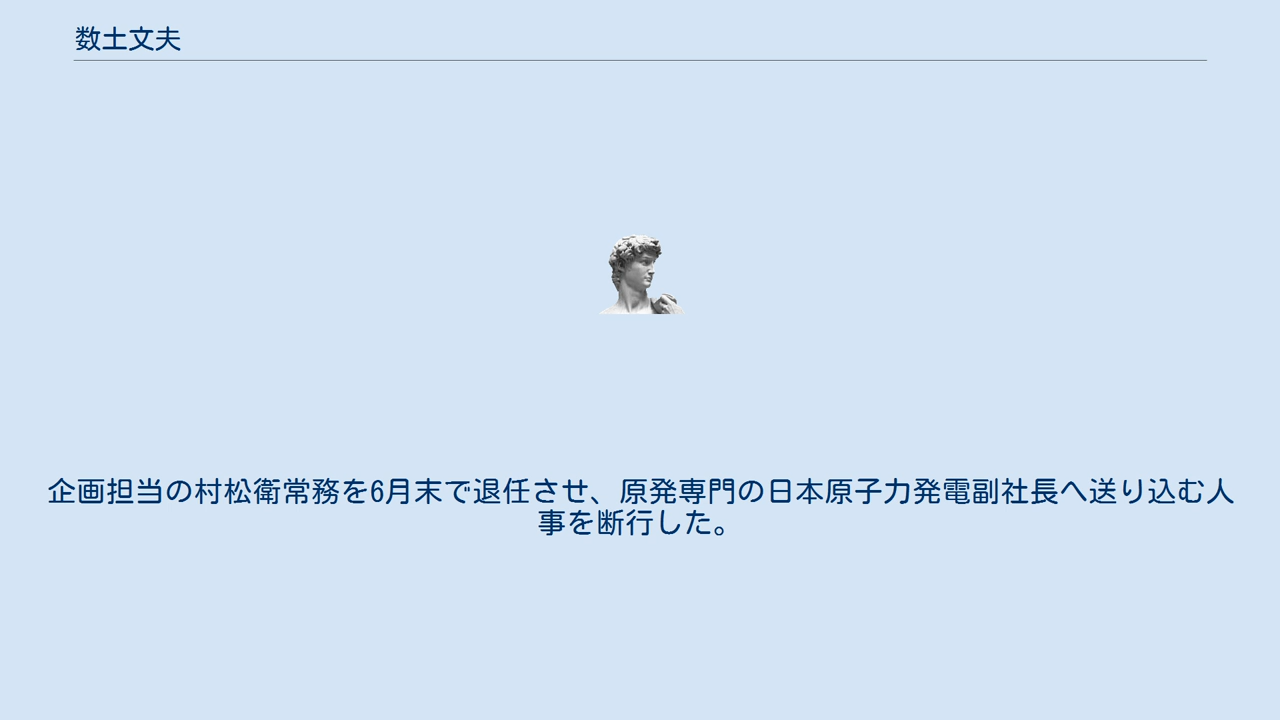 数土文夫
企画担当の村松衛常務を6月末で退任させ、原発専門の日本原子力発電副社長へ送り込む人
事を断行した。